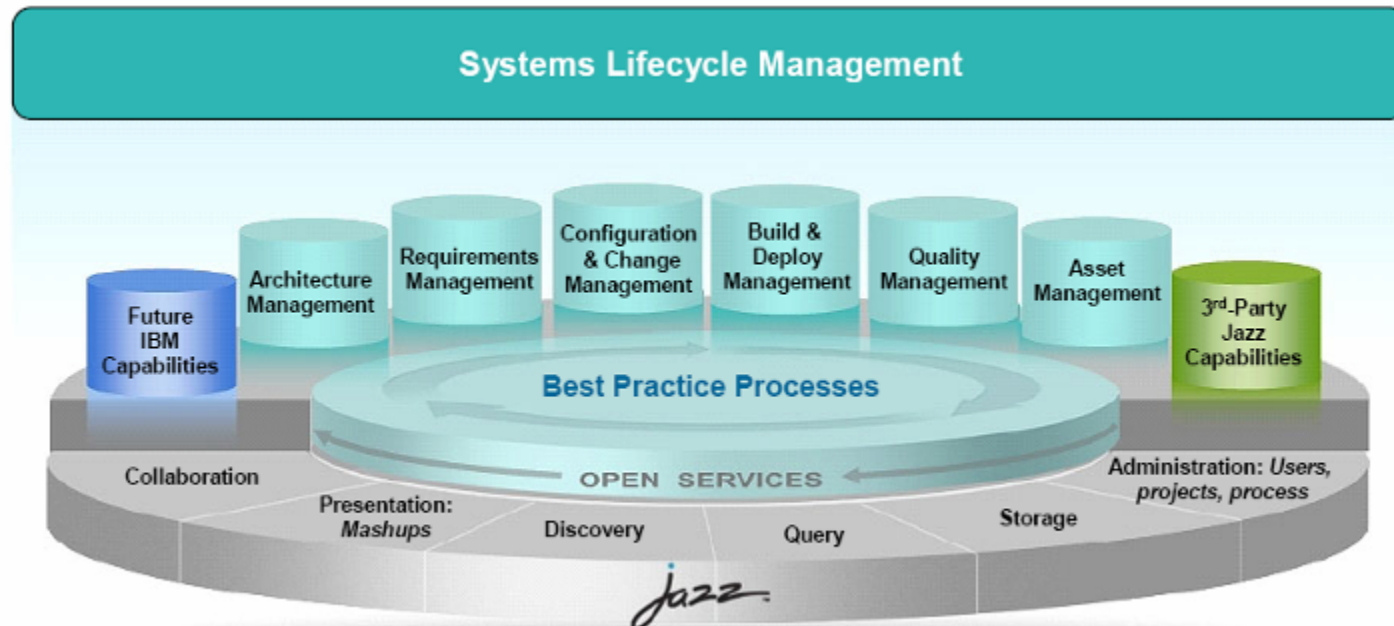 Systems Lifecycle Management
Future
IBM
Capabilities
Architecture
Management
Requirements
Management
Configuration
& Change
Management
Build &
Deploy
Management
Quality
Management
Asset
Management
3rd-Party
Jazz
Capabilities
Best Practice Processes
OPEN SERVICES
Collaboration
Presentation:
Mashups
Discovery
Query
Storage
Administration: Users,
projects, process
jazz